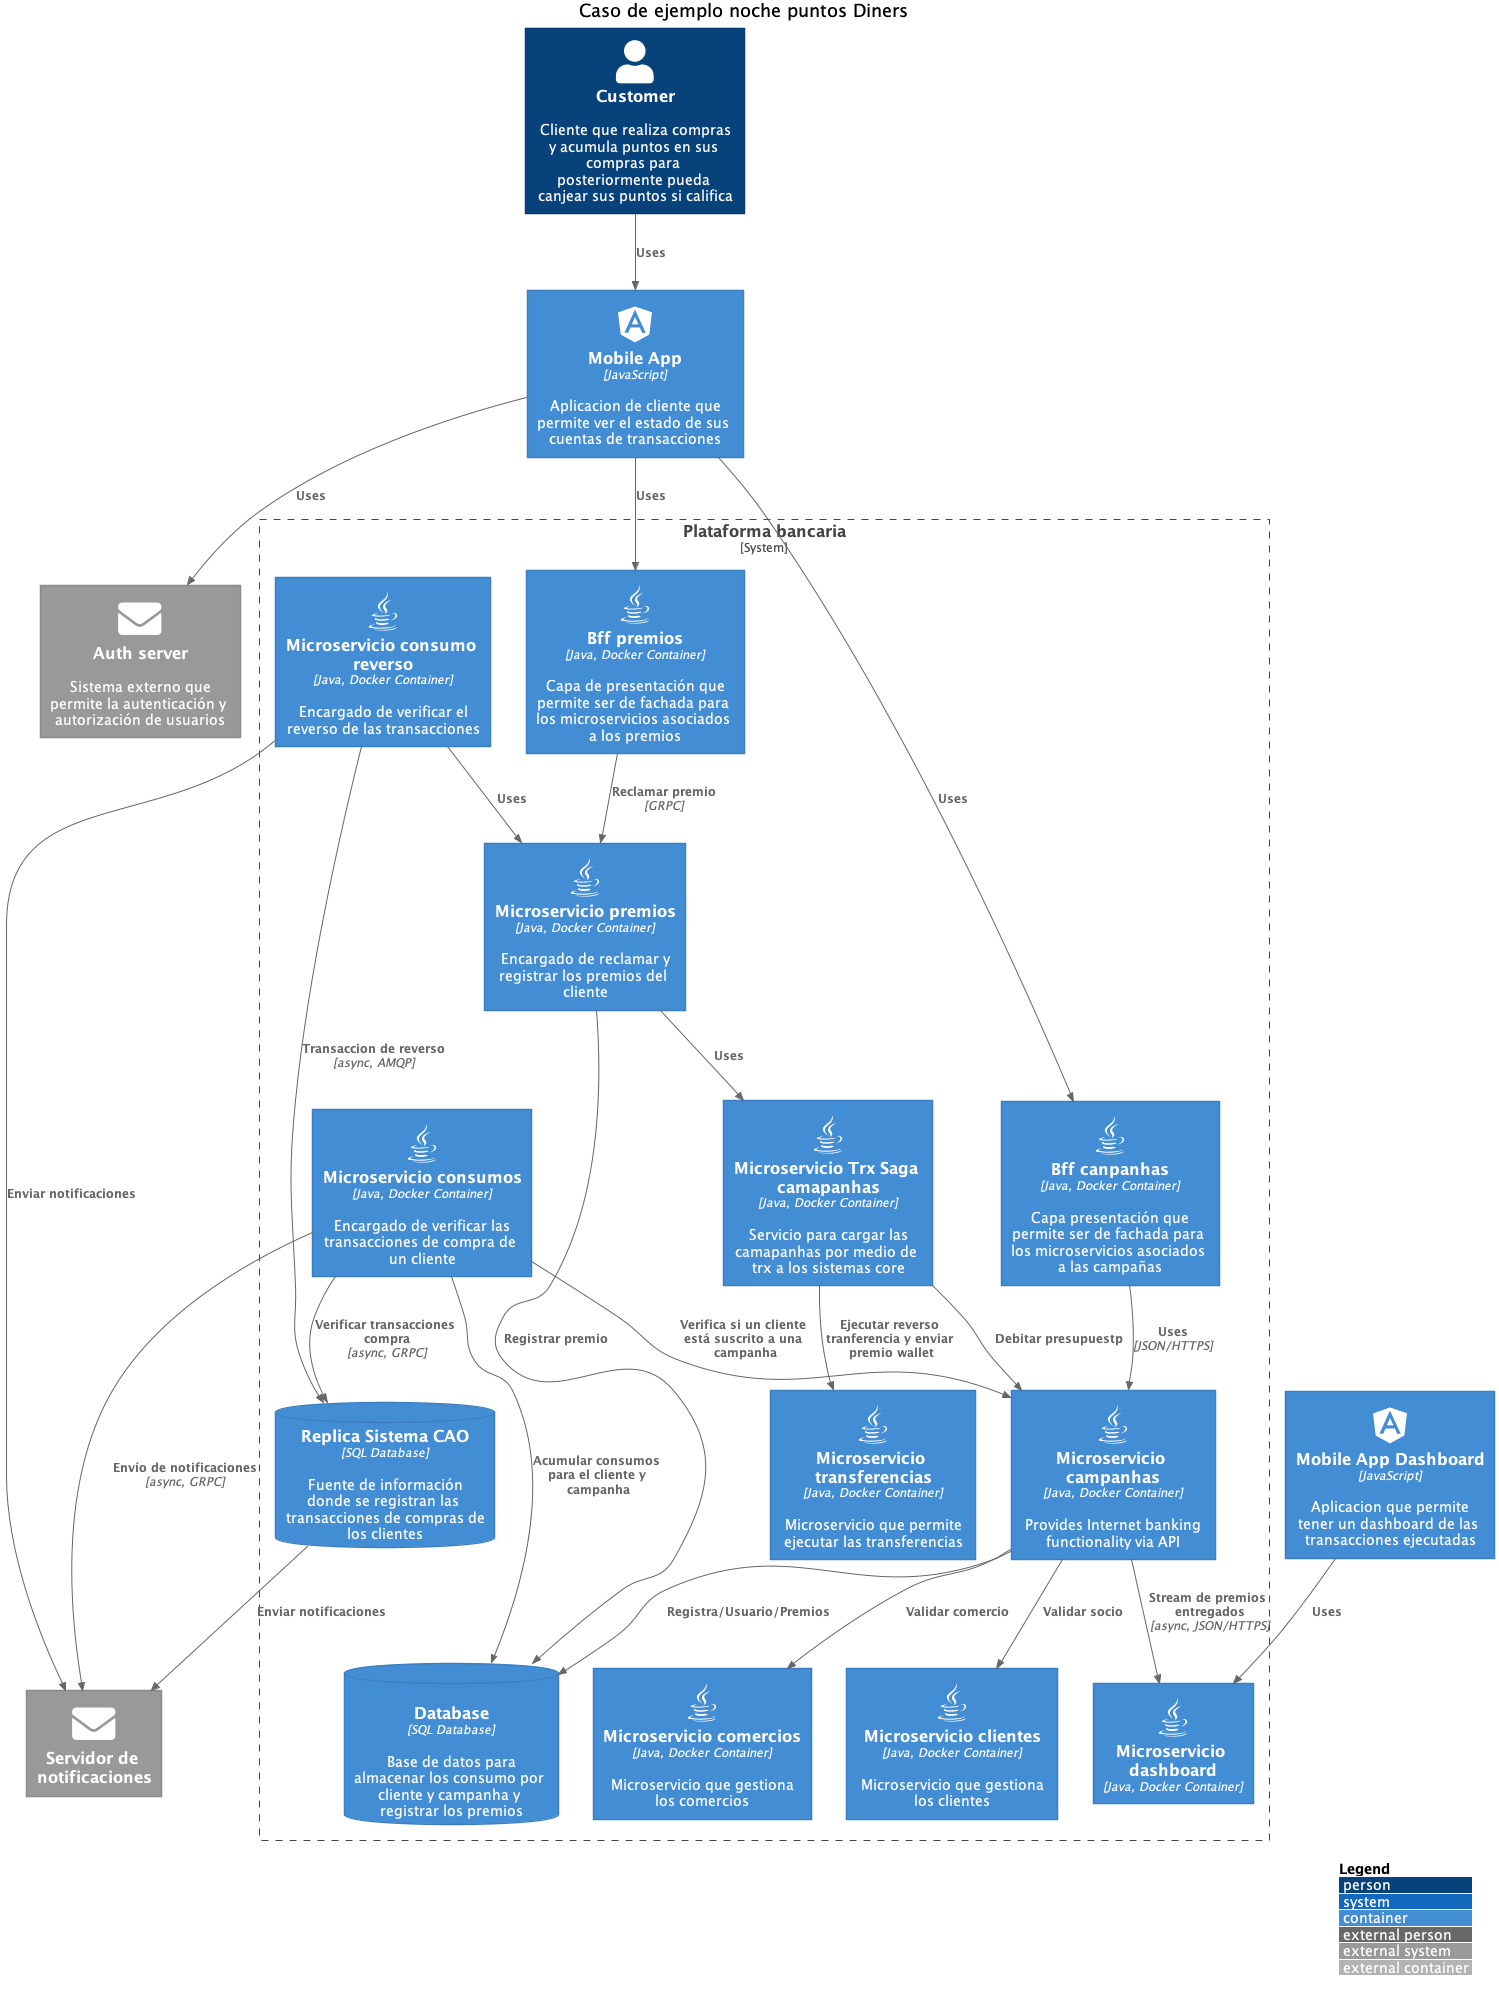 Caso de ejemplo noche puntos Diners
Customer
Cliente que realiza compras
y acumula puntos en sus
compras para
posteriormente pueda
canjear sus puntos si califica
Uses
Mobile App
[JavaScript]
Aplicacion de cliente que
permite ver el estado de sus
cuentas de transacciones
Uses
Uses
Plataforma bancaria
[System]
Auth server
Sistema externo que
permite la autenticación y
autorización de usuarios
Microservicio consumo
reverso
[Java, Docker Container]
Encargado de verificar el
reverso de las transacciones
Bff premios
[Java, Docker Container]
Capa de presentación que
permite ser de fachada para
los microservicios asociados
a los premios
Uses
Reclamar premio
[GRPC]
Uses
Microservicio premios
[Java, Docker Container]
Encargado de reclamar y
registrar los premios del
cliente
Transaccion de reverso
[async, AMQP]
Uses
Enviar notificaciones
Microservicio consumos
[Java, Docker Container]
Encargado de verificar las
transacciones de compra de
un cliente
Microservicio Trx Saga
camapanhas
[Java, Docker Container]
Servicio para cargar las
camapanhas por medio de
trx a los sistemas core
Bff canpanhas
[Java, Docker Container]
Capa presentación que
permite ser de fachada para
los microservicios asociados
a las campañas
Verificar transacciones
compra
[async, GRPC]
Registrar premio
Verifica si un cliente
está suscrito a una
campanha
Ejecutar reverso
tranferencia y enviar
premio wallet
Debitar presupuestp
Uses
[JSON/HTTPS]
Envío de notificaciones
[async, GRPC]
Replica Sistema CAO
[SQL Database]
Fuente de información
donde se registran las
transacciones de compras de
los clientes
Acumular consumos
para el cliente y
campanha
Microservicio
transferencias
[Java, Docker Container]
Microservicio que permite
ejecutar las transferencias
Microservicio
campanhas
[Java, Docker Container]
Provides Internet banking
functionality via API
Mobile App Dashboard
[JavaScript]
Aplicacion que permite
tener un dashboard de las
transacciones ejecutadas
Enviar notificaciones
Registra/Usuario/Premios
Validar comercio
Validar socio
Stream de premios
entregados
[async, JSON/HTTPS]
Uses
Servidor de
notificaciones
Database
[SQL Database]
Base de datos para
almacenar los consumo por
cliente y campanha y
registrar los premios
Microservicio comercios
[Java, Docker Container]
Microservicio que gestiona
los comercios
Microservicio clientes
[Java, Docker Container]
Microservicio que gestiona
los clientes
Microservicio
dashboard
[Java, Docker Container]
Legend
person
system
container
external person
external system
external container